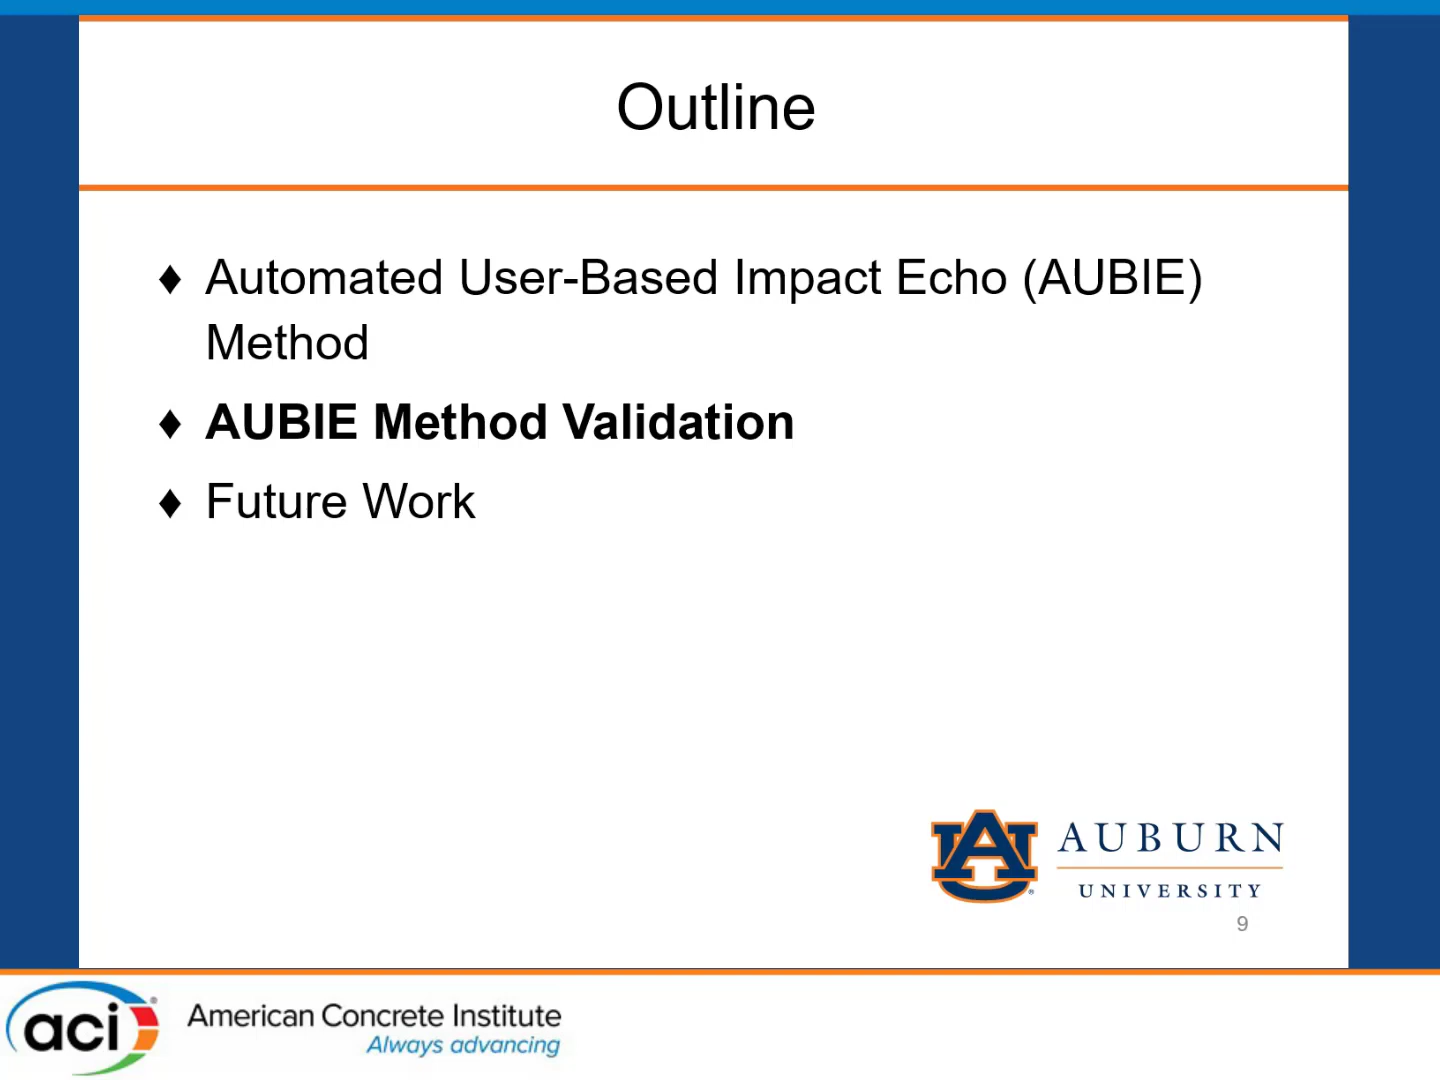 Outline
♦ Automated User-Based Impact Echo (AUBIE)
Method
♦ AUBIE Method Validation
♦ Future Work
AUBURN
UNIVERSITY
9
aci
American Concrete Institute
Always advancing